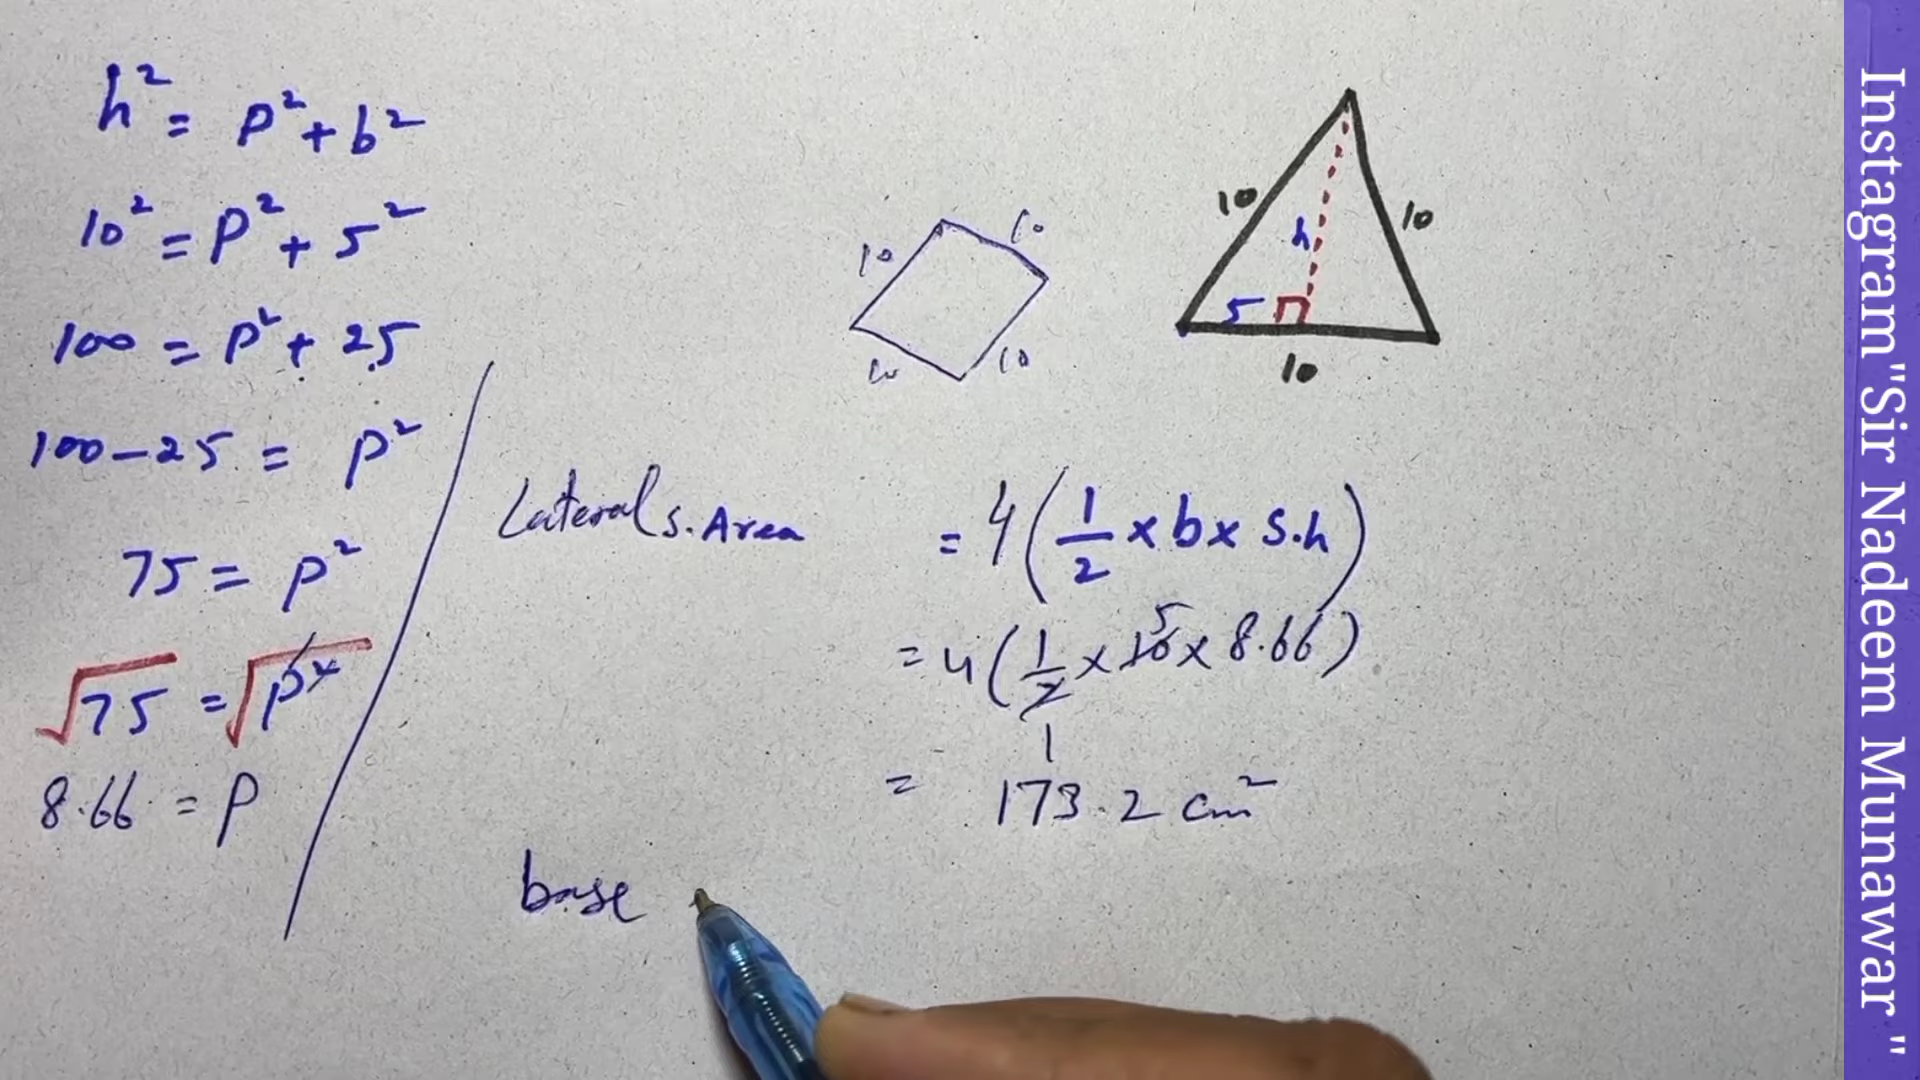 h² = p² + b²
10² = p² + 5²
100 = p² + 25
100 - 25 = p²
75 = p²
√75 = √p²
8.66 = p
10
10
10
10
10
10
h
5
10
Lateral S. Area = 4(1/2 × b × s.h)
= 4(1/2 × 10 × 8.66)
5
1
= 173.2 cm²
base
Instagram"Sir Nadeem Munawar"